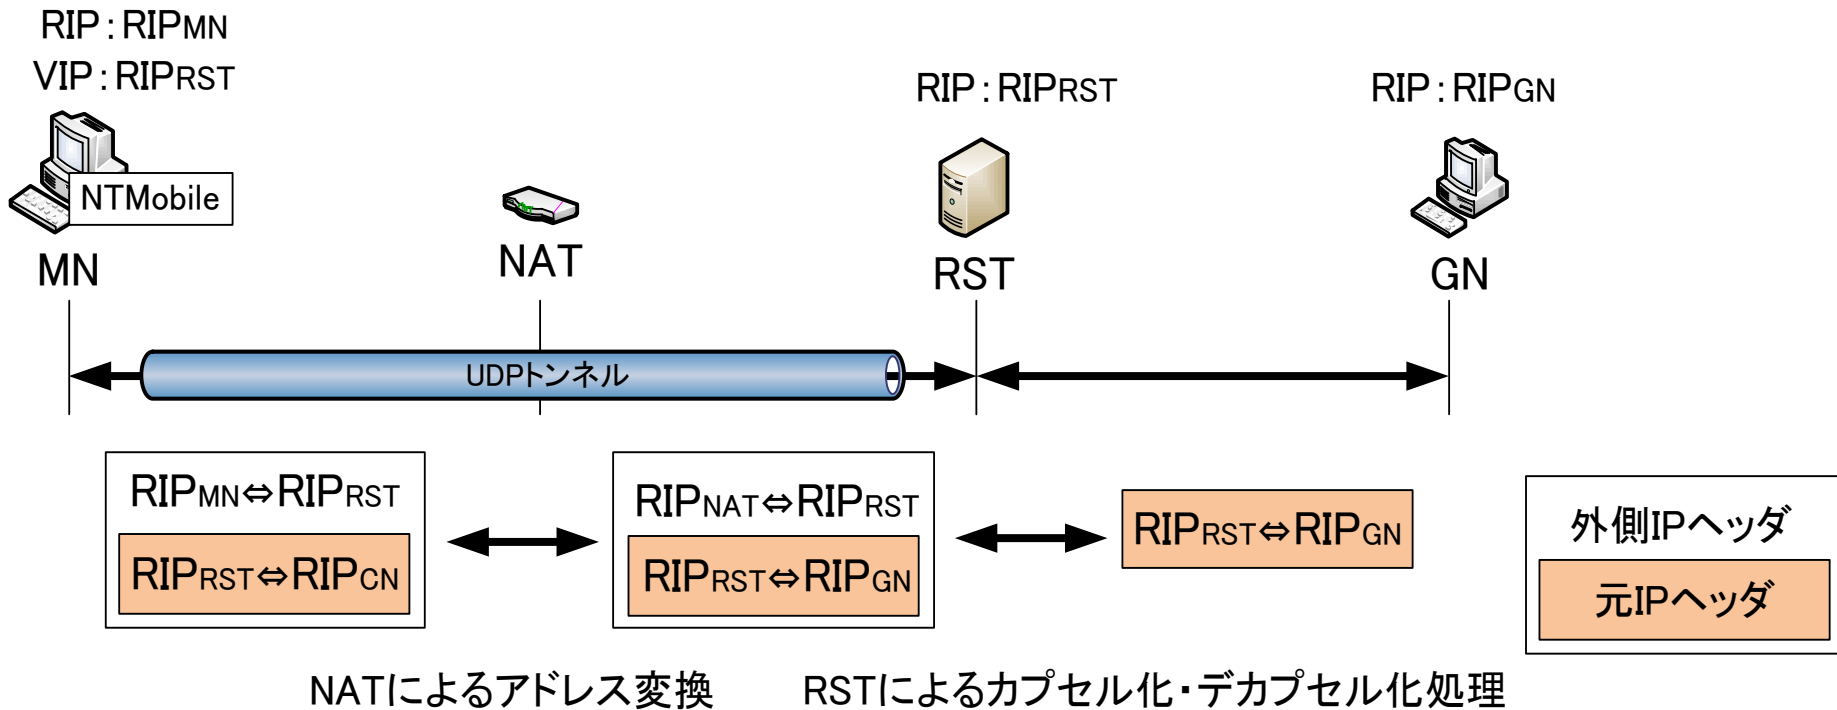 RIP:RIPMN
VIP:RIPRST
RIP:RIPRST
RIP:RIPGN
NTMobile
MN
NAT
RST
GN
UDPトンネル
RIPMN⇔RIPRST
RIPRST⇔RIPCN
RIPNAT⇔RIPRST
RIPRST⇔RIPGN
RIPRST⇔RIPGN
外側IPヘッダ
元IPヘッダ
NATによるアドレス変換
RSTによるカプセル化・デカプセル化処理